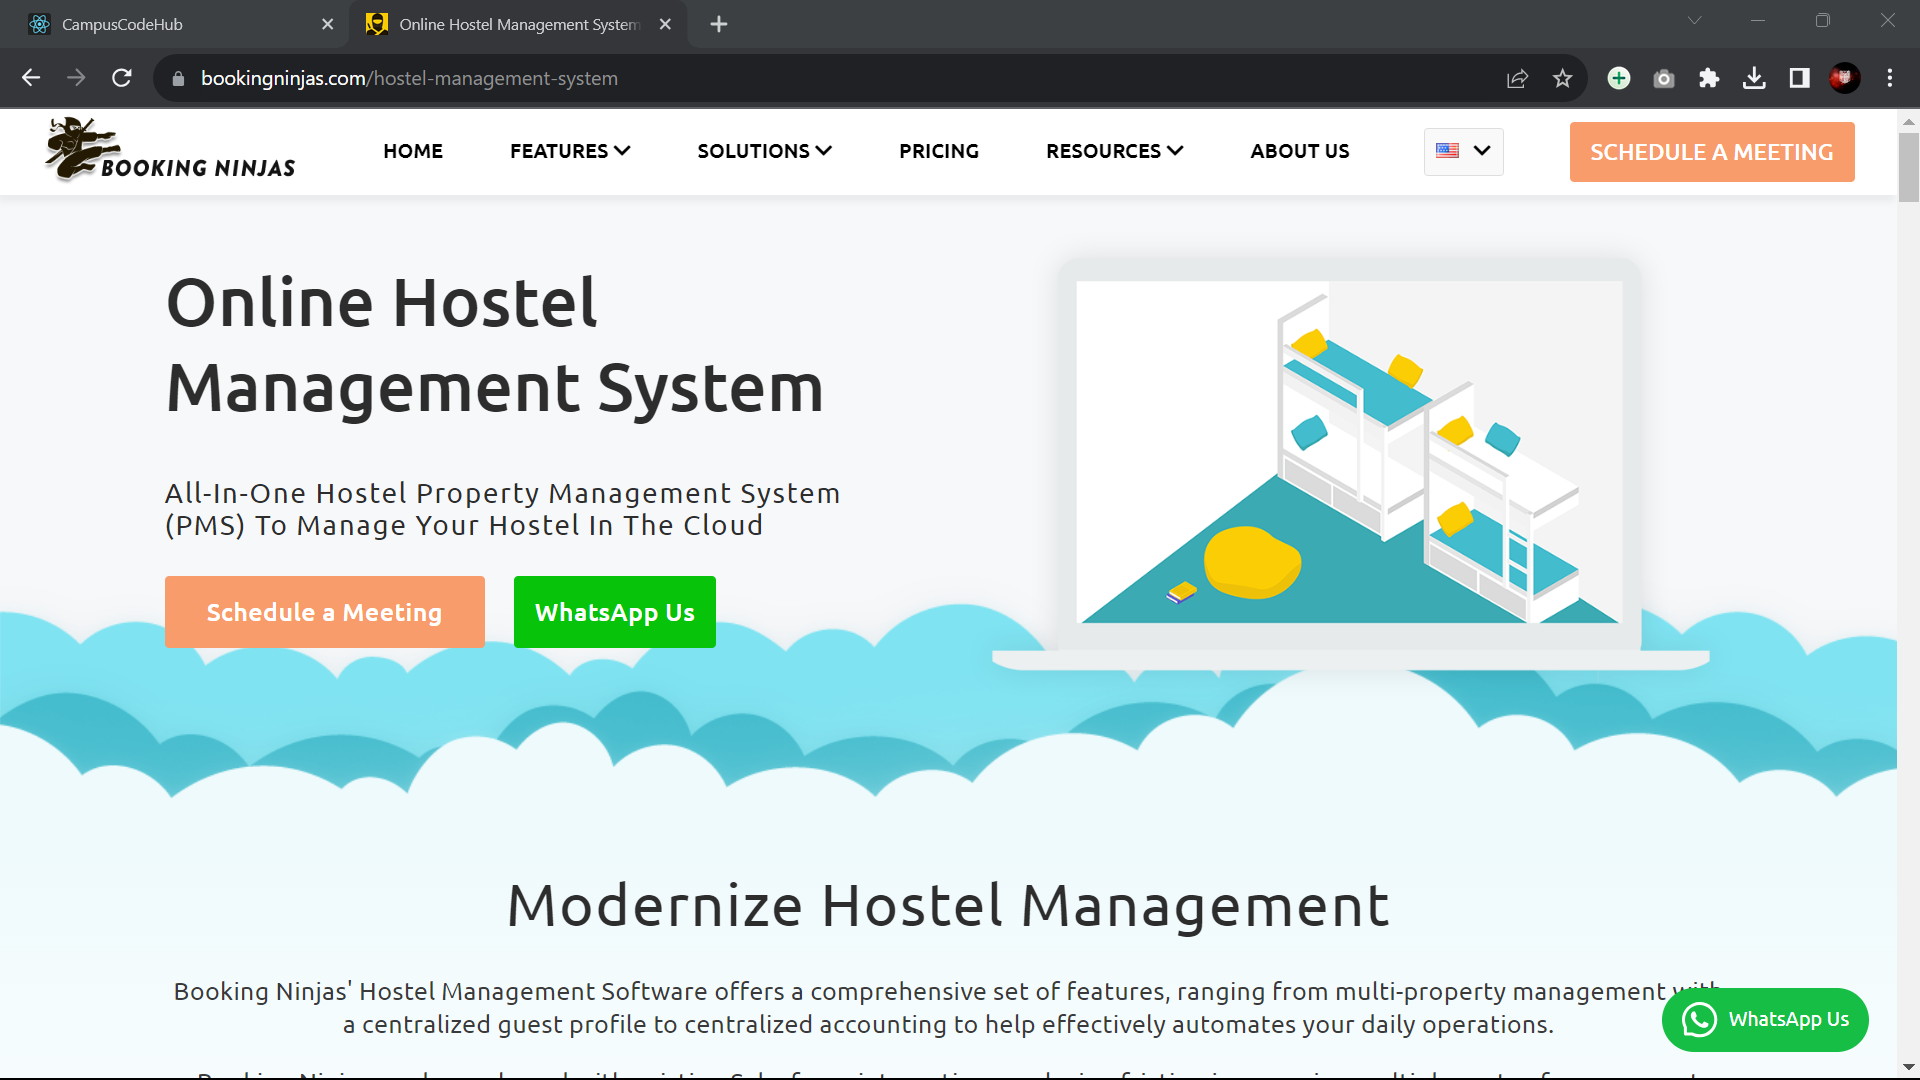 CampusCodeHub
Online Hostel Management System
bookingninjas.com/hostel-management-system
BOOKING NINJAS
HOME
FEATURES
SOLUTIONS
PRICING
RESOURCES
ABOUT US
SCHEDULE A MEETING
Online Hostel
Management System
All-In-One Hostel Property Management System
(PMS) To Manage Your Hostel In The Cloud
Schedule a Meeting
WhatsApp Us
Modernize Hostel Management
Booking Ninjas' Hostel Management Software offers a comprehensive set of features, ranging from multi-property management with
a centralized guest profile to centralized accounting to help effectively automates your daily operations.
WhatsApp Us